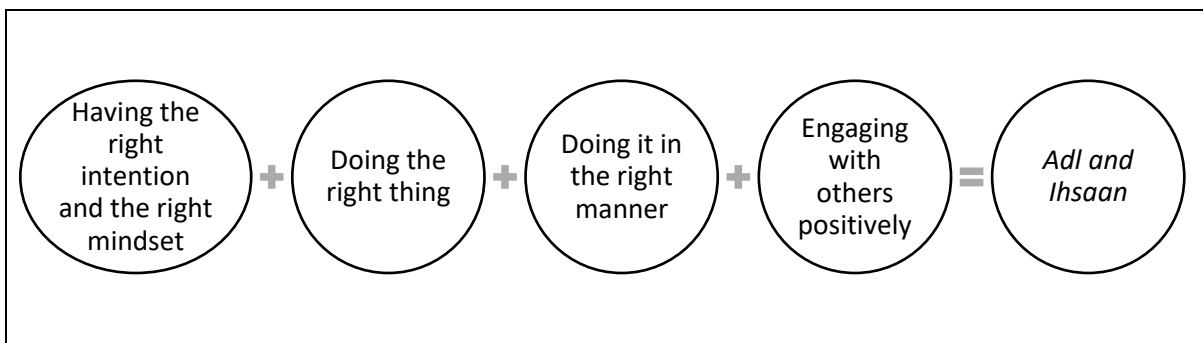 Having the
right
intention
and the right
mindset
+
Doing the
right thing
+
Doing it in
the right
manner
+
Engaging
with
others
positively
=
Adl and
Ihsaan